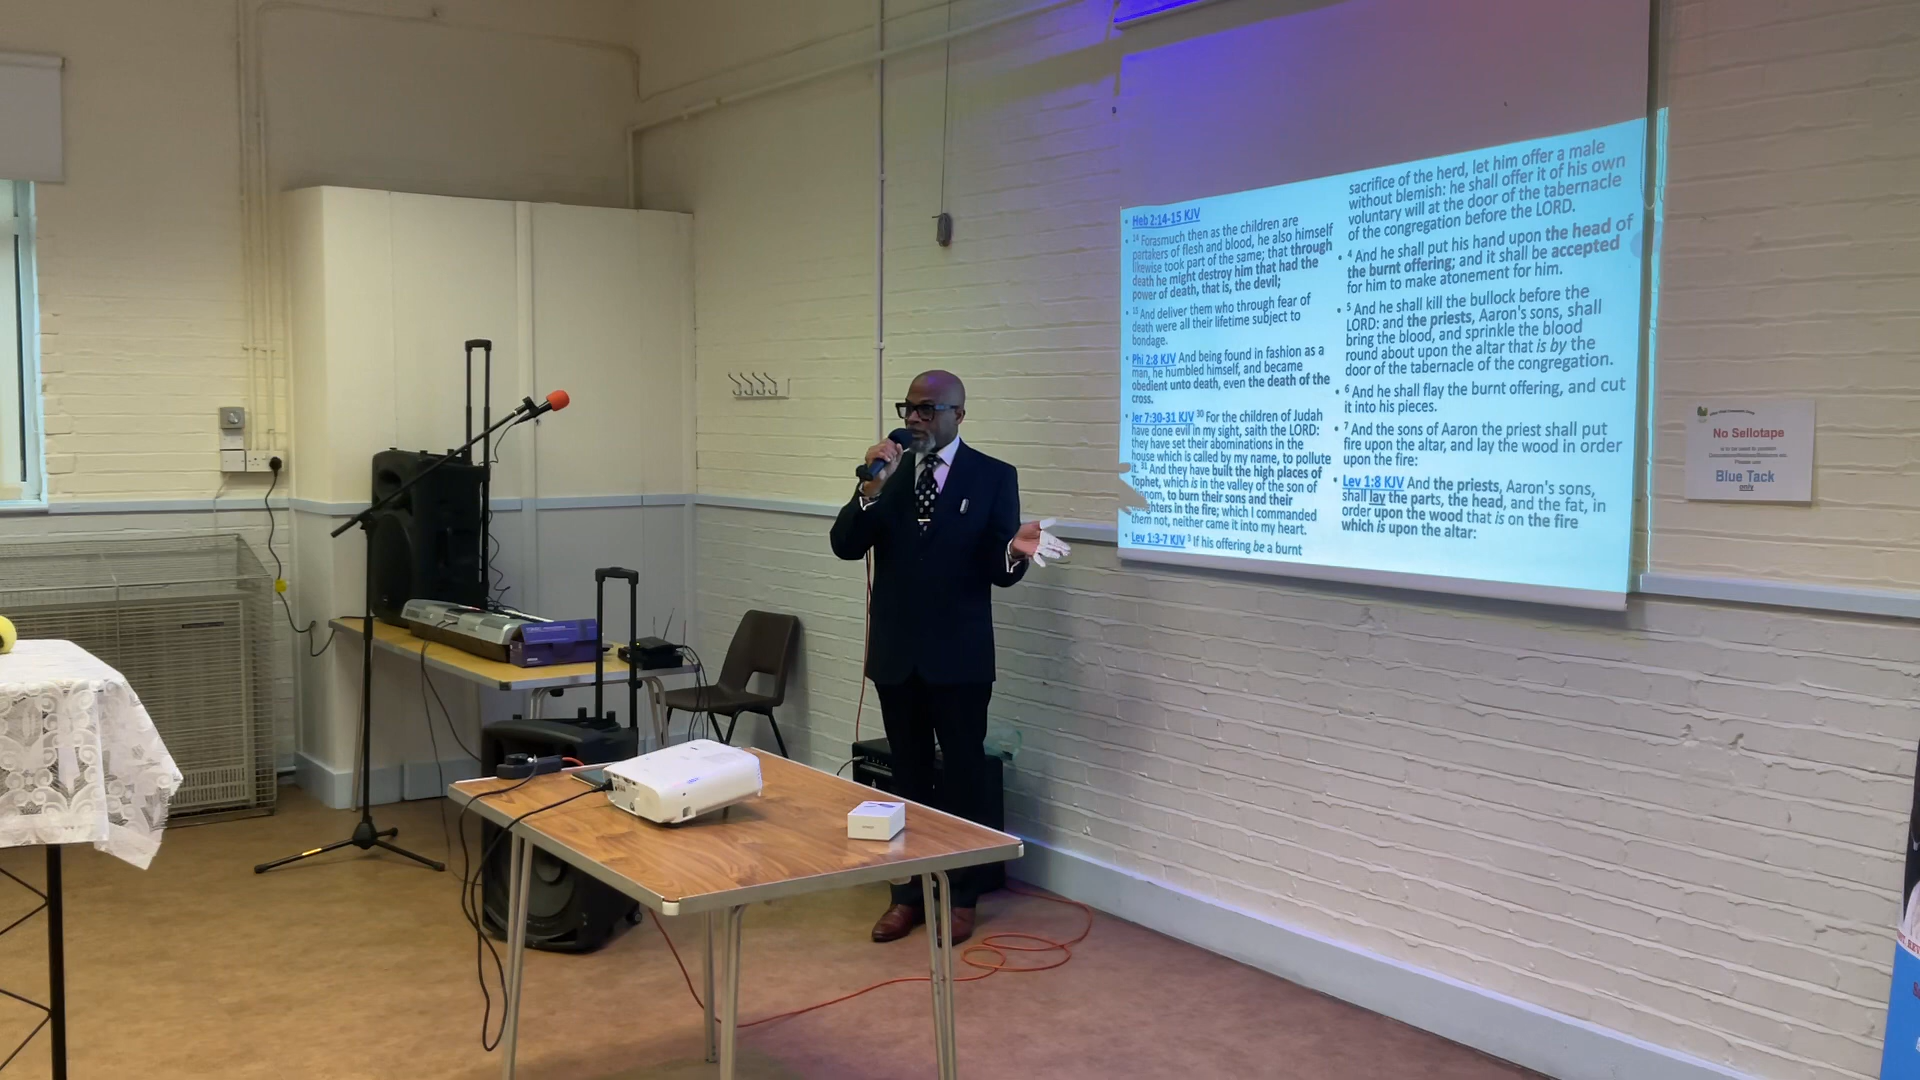 • Heb 2:14-15 KJV
• 14 Forasmuch then as the children are
partakers of flesh and blood, he also himself
likewise took part of the same; that through
death he might destroy him that had the
power of death, that is, the devil;
• 15 And deliver them who through fear of
death were all their lifetime subject to
bondage.
• Phi 2:8 KJV And being found in fashion as a
man, he humbled himself, and became
obedient unto death, even the death of the
cross.
• Jer 7:30-31 KJV 30 For the children of Judah
have done evil in my sight, saith the LORD:
they have set their abominations in the
house which is called by my name, to pollute
it. 31 And they have built the high places of
Tophet, which is in the valley of the son of
to burn their sons and their
in the fire; which I commanded
them not, neither came it into my heart.
• Lev 1:3-7 KJV 3 If his offering be a burnt
sacrifice of the herd, let him offer a male
without blemish: he shall offer it of his own
voluntary will at the door of the tabernacle
of the congregation before the LORD.
• 4 And he shall put his hand upon the head of
the burnt offering; and it shall be accepted
for him to make atonement for him.
• 5 And he shall kill the bullock before the
LORD: and the priests, Aaron's sons, shall
bring the blood, and sprinkle the blood
round about upon the altar that is by the
door of the tabernacle of the congregation.
• 6 And he shall flay the burnt offering, and cut
it into his pieces.
• 7 And the sons of Aaron the priest shall put
fire upon the altar, and lay the wood in order
upon the fire:
• Lev 1:8 KJV And the priests, Aaron's sons,
shall lay the parts, the head, and the fat, in
order upon the wood that is on the fire
which is upon the altar:
No Sellotape
Please use
Blue Tack
only